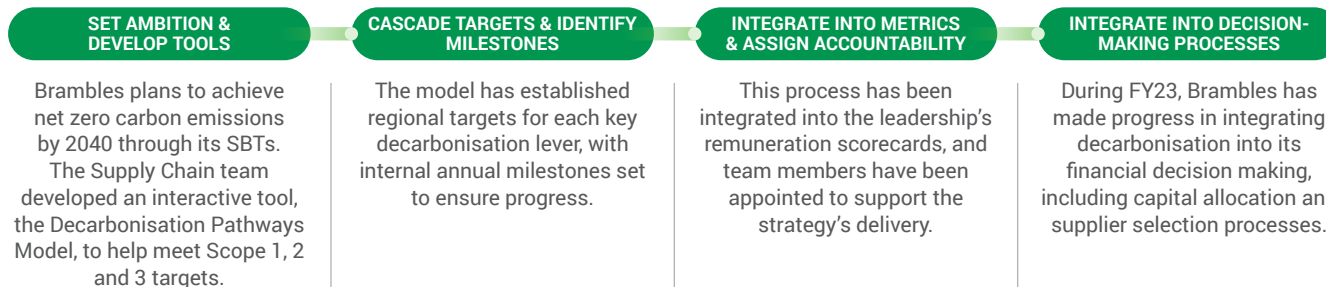 SET AMBITION &
DEVELOP TOOLS
Brambles plans to achieve
net zero carbon emissions
by 2040 through its SBTs.
The Supply Chain team
developed an interactive tool,
the Decarbonisation Pathways
Model, to help meet Scope 1, 2
and 3 targets.
CASCADE TARGETS & IDENTIFY
MILESTONES
The model has established
regional targets for each key
decarbonisation lever, with
internal annual milestones set
to ensure progress.
INTEGRATE INTO METRICS
& ASSIGN ACCOUNTABILITY
This process has been
integrated into the leadership’s
remuneration scorecards, and
team members have been
appointed to support the
strategy’s delivery.
INTEGRATE INTO DECISION-
MAKING PROCESSES
During FY23, Brambles has
made progress in integrating
decarbonisation into its
financial decision making,
including capital allocation an
supplier selection processes.